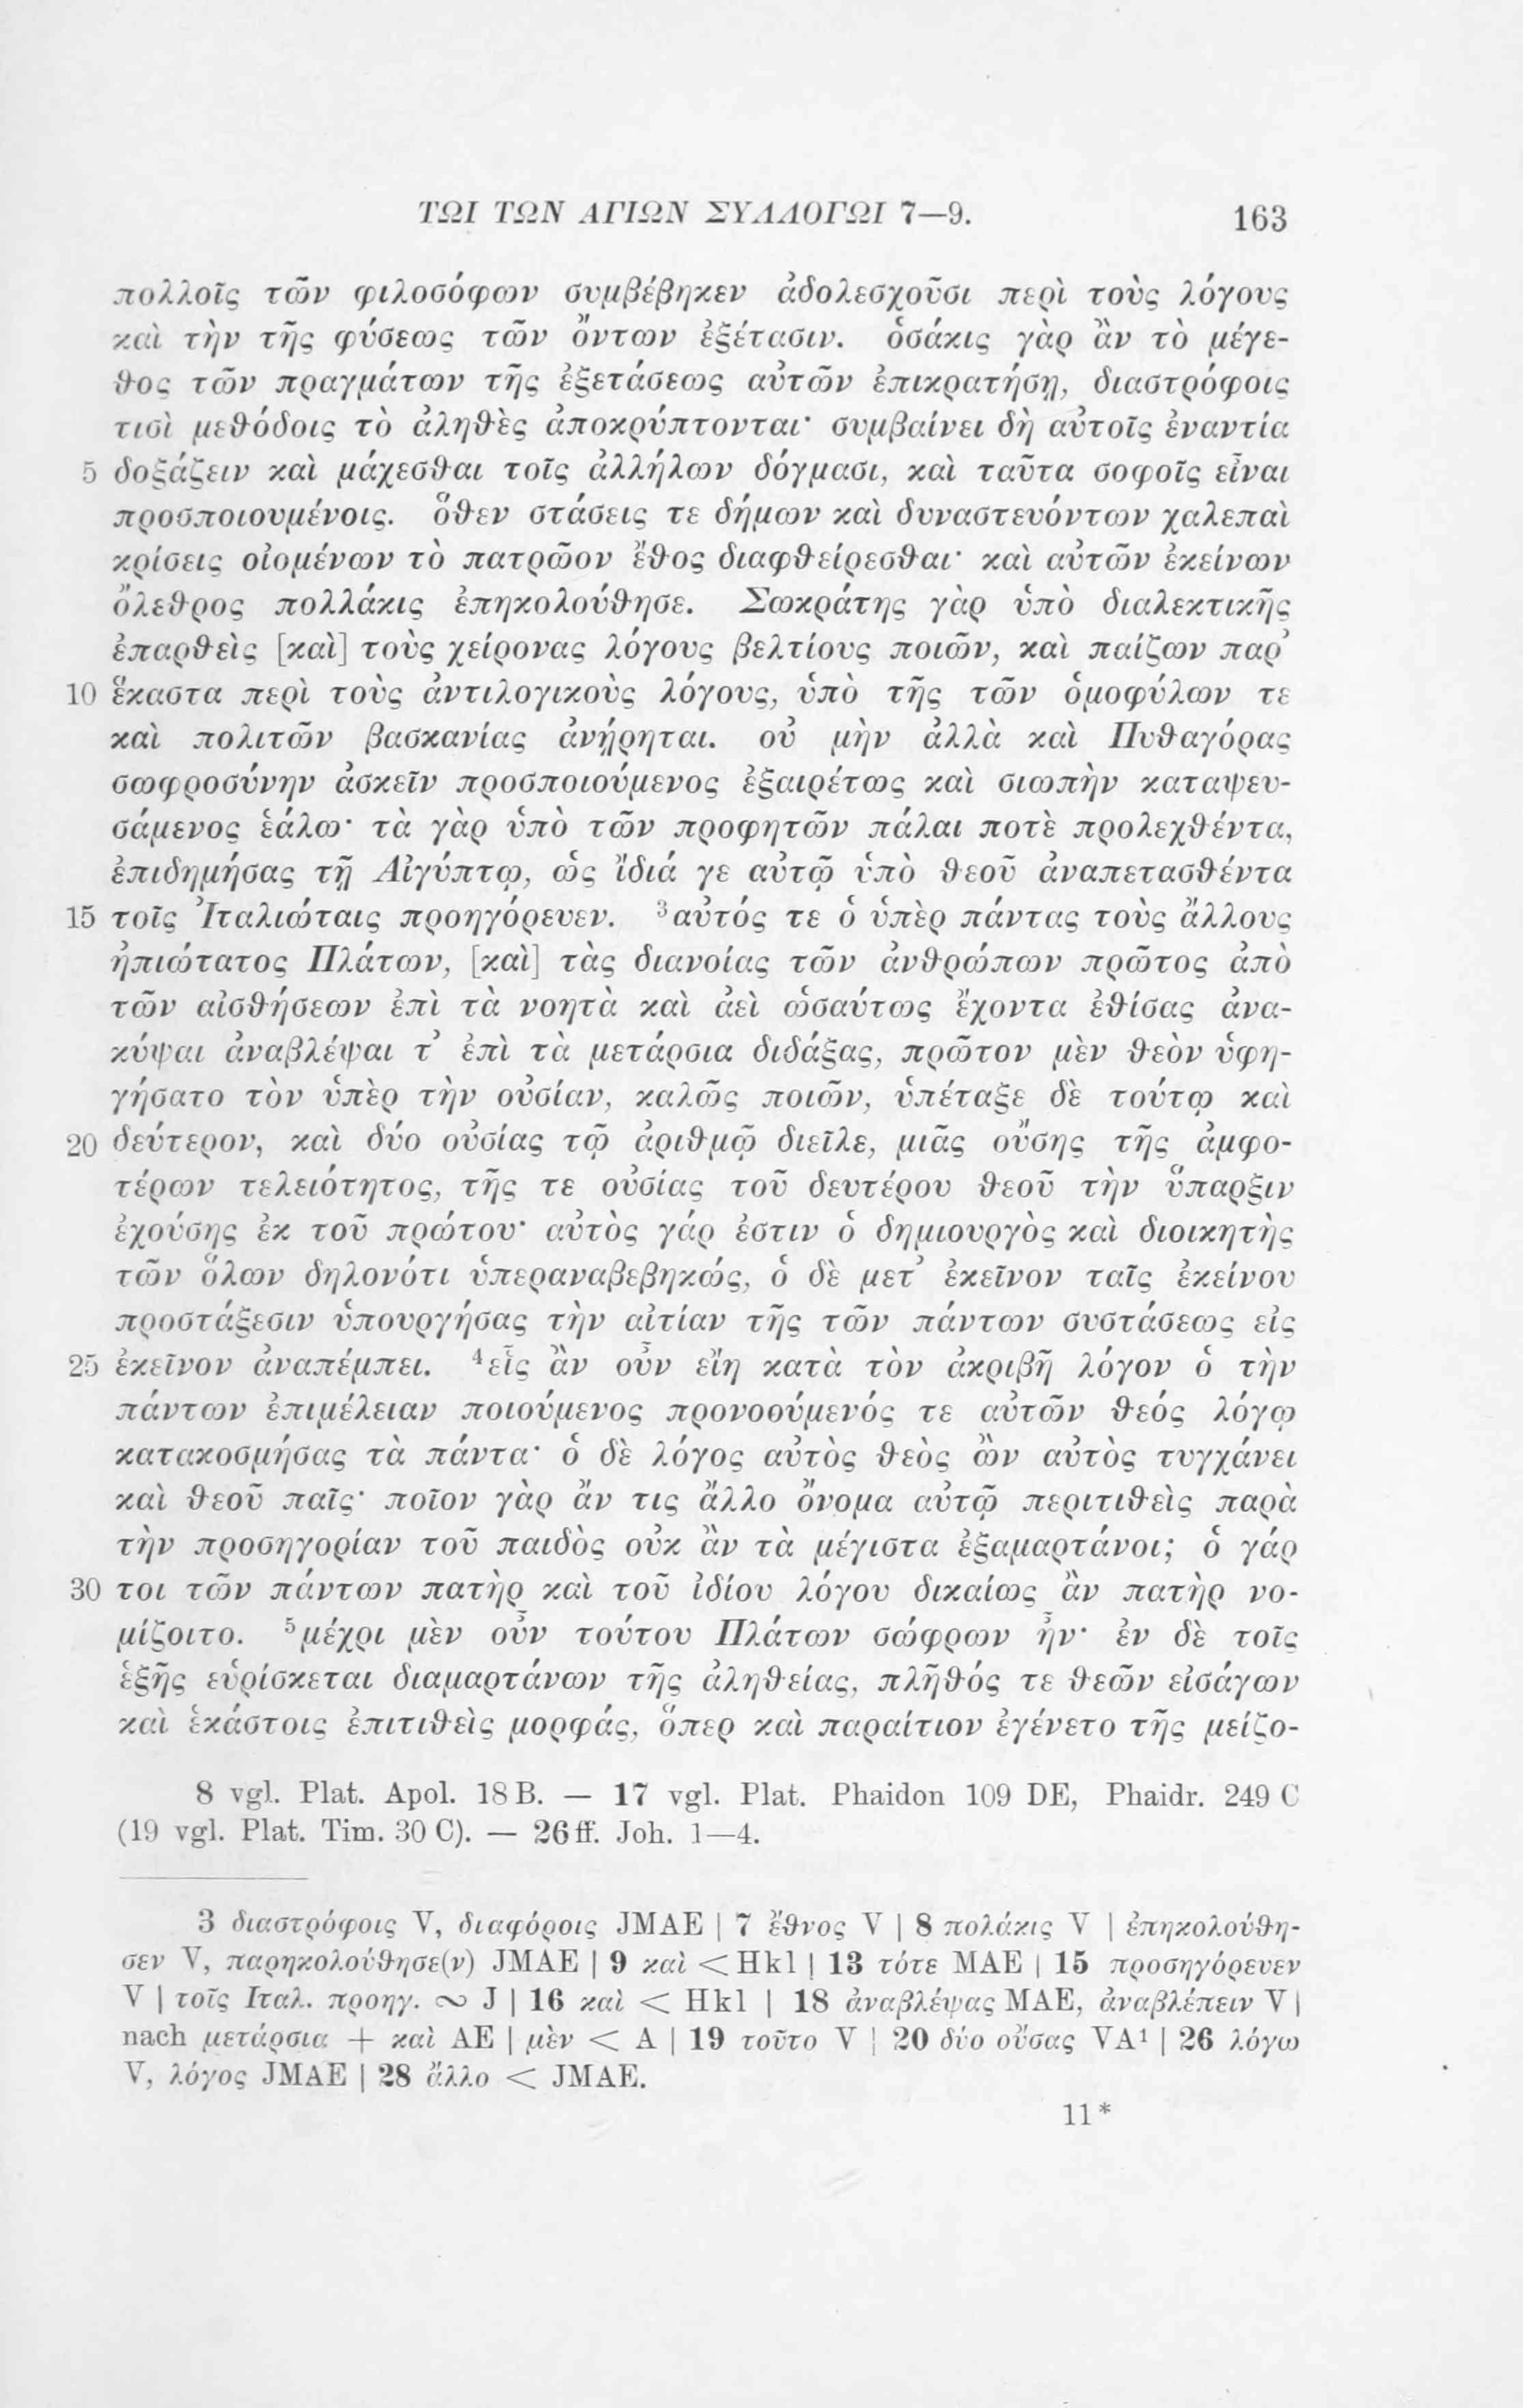 ΤΩΙ ΤΩΝ ΑΓΙΩΝ ΣΥΛΛΟΓΩΙ 7—9. 163
πολλοῖς τῶν φιλοσόφων συμβέβηκεν ἀδολεσχοῦσι περὶ τοὺς λόγους
καὶ τὴν τῆς φύσεως τῶν ὄντων ἐξέτασιν. ὁσάκις γὰρ ἂν τὸ μέγε-
θος τῶν πραγμάτων τῆς ἐξετάσεως αὐτῶν ἐπικρατήσῃ, διαστρόφοις
τισὶ μεθόδοις τὸ ἀληθὲς ἀποκρύπτονται· συμβαίνει δὴ αὐτοῖς ἐναντία
5 δοξάζειν καὶ μάχεσθαι τοῖς ἀλλήλων δόγμασι, καὶ ταῦτα σοφοῖς εἶναι
προσποιουμένοις. ὅθεν στάσεις τε δήμων καὶ δυναστευόντων χαλεπαὶ
κρίσεις οἰομένων τὸ πατρῶον ἔθος διαφθείρεσθαι· καὶ αὐτῶν ἐκείνων
ὄλεθρος πολλάκις ἐπηκολούθησε. Σωκράτης γὰρ ὑπὸ διαλεκτικῆς
ἐπαρθεὶς [καὶ] τοὺς χείρονας λόγους βελτίους ποιῶν, καὶ παίζων παρ᾽
10 ἕκαστα περὶ τοὺς ἀντιλογικοὺς λόγους, ὑπὸ τῆς τῶν ὁμοφύλων τε
καὶ πολιτῶν βασκανίας ἀνῄρηται. οὐ μὴν ἀλλὰ καὶ Πυθαγόρας
σωφροσύνην ἀσκεῖν προσποιούμενος ἐξαιρέτως καὶ σιωπὴν καταψευ-
σάμενος ἑάλω· τὰ γὰρ ὑπὸ τῶν προφητῶν πάλαι ποτὲ προλεχθέντα,
ἐπιδημήσας τῇ Αἰγύπτῳ, ὡς ἴδιά γε αὐτῷ ὑπὸ θεοῦ ἀναπετασθέντα
15 τοῖς Ἰταλιώταις προηγόρευεν. ³αὐτός τε ὁ ὑπὲρ πάντας τοὺς ἄλλους
ἠπιώτατος Πλάτων, [καὶ] τὰς διανοίας τῶν ἀνθρώπων πρῶτος ἀπὸ
τῶν αἰσθήσεων ἐπὶ τὰ νοητὰ καὶ ἀεὶ ὡσαύτως ἔχοντα ἐθίσας ἀνα-
κύψαι ἀναβλέψαι τ᾽ ἐπὶ τὰ μετάρσια διδάξας, πρῶτον μὲν θεὸν ὑφη-
γήσατο τὸν ὑπὲρ τὴν οὐσίαν, καλῶς ποιῶν, ὑπέταξε δὲ τούτῳ καὶ
20 δεύτερον, καὶ δύο οὐσίας τῷ ἀριθμῷ διεῖλε, μιᾶς οὔσης τῆς ἀμφο-
τέρων τελειότητος, τῆς τε οὐσίας τοῦ δευτέρου θεοῦ τὴν ὕπαρξιν
ἐχούσης ἐκ τοῦ πρώτου· αὐτὸς γάρ ἐστιν ὁ δημιουργὸς καὶ διοικητὴς
τῶν ὅλων δηλονότι ὑπεραναβεβηκώς, ὁ δὲ μετ᾽ ἐκεῖνον ταῖς ἐκείνου
προστάξεσιν ὑπουργήσας τὴν αἰτίαν τῆς τῶν πάντων συστάσεως εἰς
25 ἐκεῖνον ἀναπέμπει. ⁴εἷς ἂν οὖν εἴη κατὰ τὸν ἀκριβῆ λόγον ὁ τὴν
πάντων ἐπιμέλειαν ποιούμενος προνοούμενός τε αὐτῶν θεός λόγῳ
κατακοσμήσας τὰ πάντα· ὁ δὲ λόγος αὐτὸς θεὸς ὢν αὐτὸς τυγχάνει
καὶ θεοῦ παῖς· ποῖον γὰρ ἄν τις ἄλλο ὄνομα αὐτῷ περιτιθεὶς παρὰ
τὴν προσηγορίαν τοῦ παιδὸς οὐκ ἂν τὰ μέγιστα ἐξαμαρτάνοι; ὁ γάρ
30 τοι τῶν πάντων πατὴρ καὶ τοῦ ἰδίου λόγου δικαίως ἂν πατὴρ νο-
μίζοιτο. ⁵μέχρι μὲν οὖν τούτου Πλάτων σώφρων ἦν· ἐν δὲ τοῖς
ἑξῆς εὑρίσκεται διαμαρτάνων τῆς ἀληθείας, πλῆθός τε θεῶν εἰσάγων
καὶ ἑκάστοις ἐπιτιθεὶς μορφάς, ὅπερ καὶ παραίτιον ἐγένετο τῆς μείζο-
8 vgl. Plat. Apol. 18 B. — 17 vgl. Plat. Phaidon 109 DE, Phaidr. 249 C
(19 vgl. Plat. Tim. 30 C). — 26 ff. Joh. 1—4.
3 διαστρόφοις V, διαφόροις JMAE | 7 ἔθνος V | 8 πολάκις V | ἐπηκολούθη-
σεν V, παρηκολούθησε(ν) JMAE | 9 καὶ < Hkl | 13 τότε MAE | 15 προσηγόρευεν
V | τοῖς Ιταλ. προηγ. ∾ J | 16 καὶ < Hkl | 18 ἀναβλέψας MAE, ἀναβλέπειν V |
nach μετάρσια + καὶ AE | μὲν < A | 19 τοῦτο V | 20 δύο οὔσας VA¹ | 26 λόγω
V, λόγος JMAE | 28 ἄλλο < JMAE.
11*